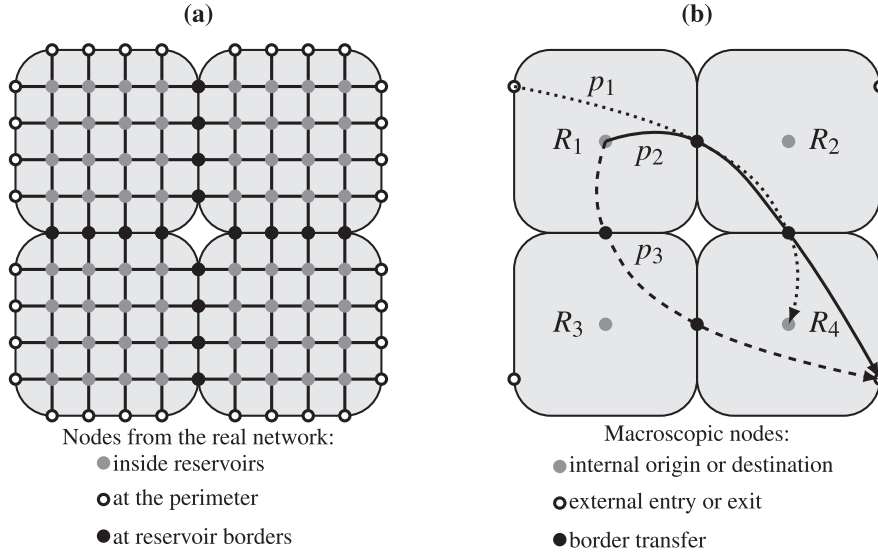 (a)
Nodes from the real network:
inside reservoirs
at the perimeter
at reservoir borders
(b)
p1
R1
p2
R2
p3
R3
R4
Macroscopic nodes:
internal origin or destination
external entry or exit
border transfer